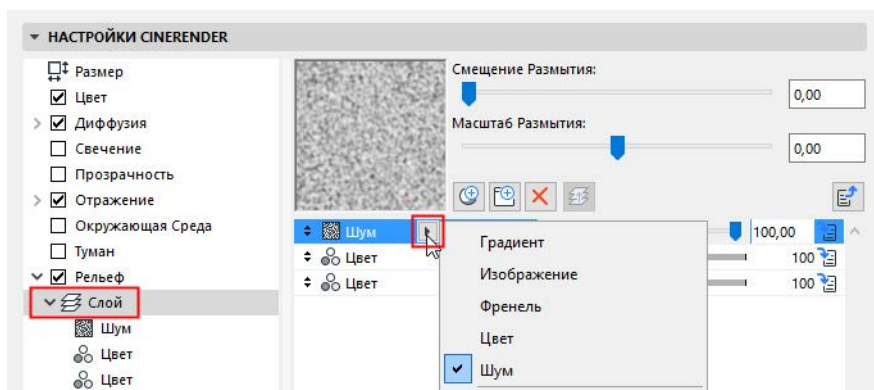 НАСТРОЙКИ CINERENDER
Размер
Цвет
Диффузия
Свечение
Прозрачность
Отражение
Окружающая Среда
Туман
Рельеф
Слой
Шум
Цвет
Цвет
Смещение Размытия:
0,00
Масштаб Размытия:
0,00
Шум
100,00
Цвет
100
Цвет
100
Градиент
Изображение
Френель
Цвет
Шум